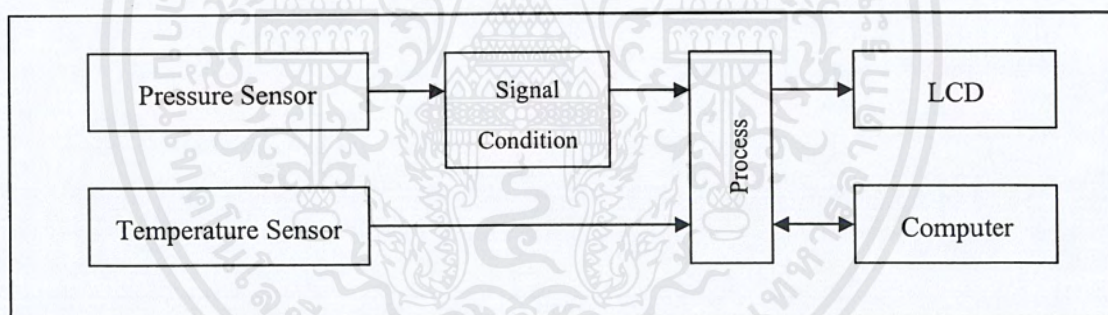 Pressure Sensor
Signal
Condition
Process
LCD
Temperature Sensor
Computer